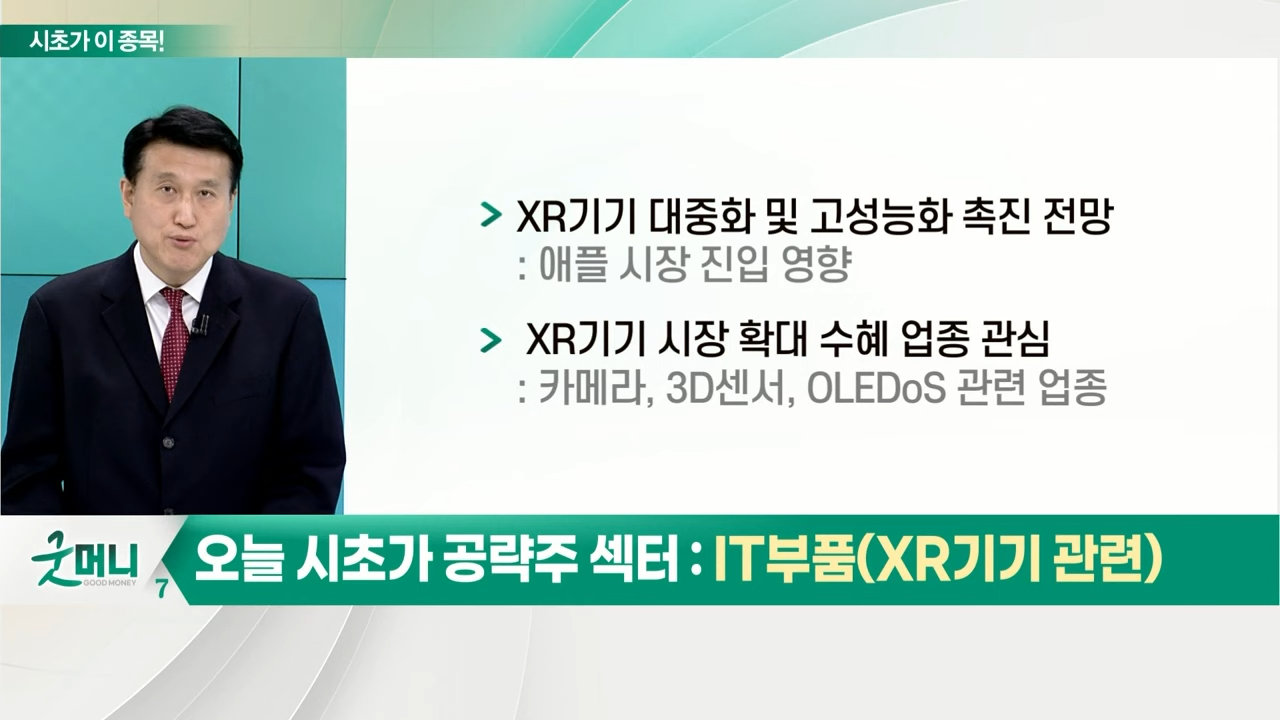 시초가 이 종목!
> XR기기 대중화 및 고성능화 촉진 전망
: 애플 시장 진입 영향
> XR기기 시장 확대 수혜 업종 관심
: 카메라, 3D센서, OLEDoS 관련 업종
굿머니
GOOD MONEY
7
오늘 시초가 공략주 섹터 : IT부품(XR기기 관련)